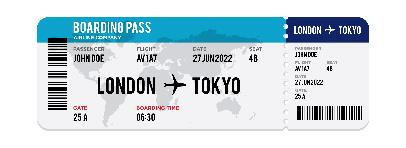 BOARDING PASS
AIRLINE COMPANY
PASSENGER FLIGHT DATE SEAT
JOHN DOE AV1A7 27JUN2022 4B
LONDON TOKYO
GATE BOARDING TIME
25 A 06:30
LONDON TOKYO
PASSENGER
JOHN DOE
FLIGHT SEAT
AV1A7 4B
DATE
27JUN2022
GATE
25 A